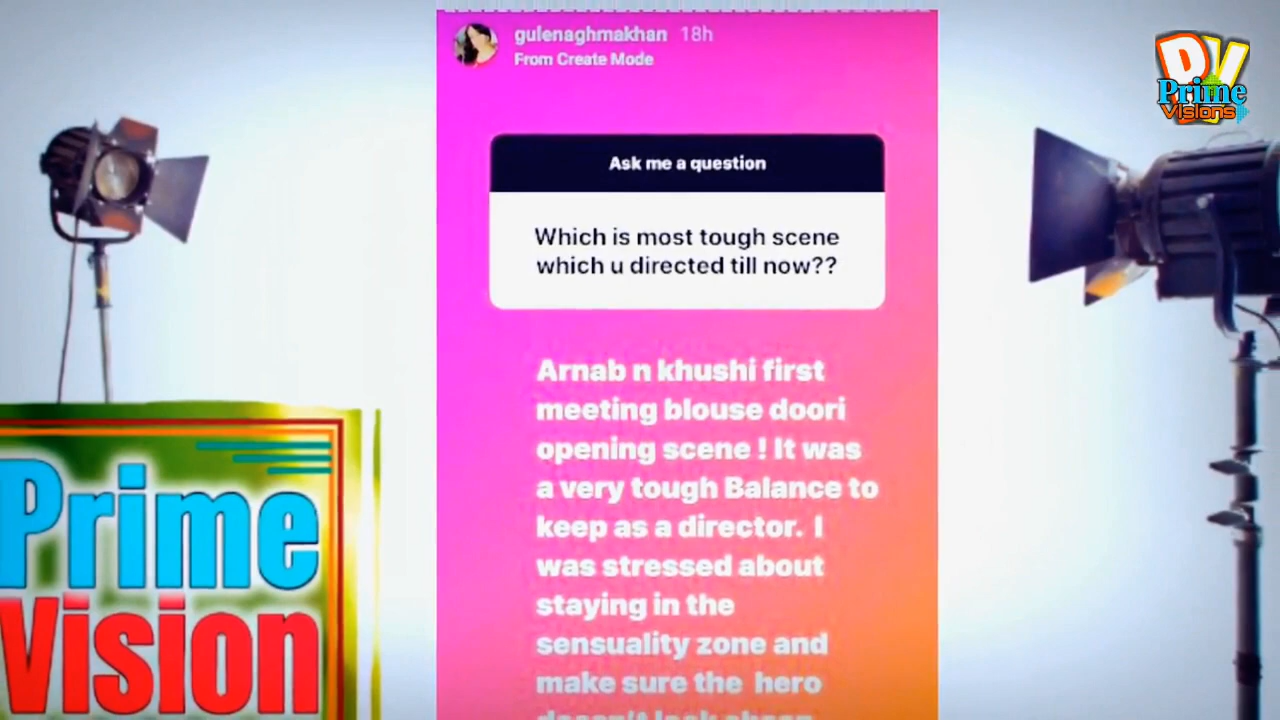 gulenaghmakhan 18h
From Create Mode
Ask me a question
Which is most tough scene
which u directed till now??
Arnab n khushi first
meeting blouse doori
opening scene ! It was
a very tough Balance to
keep as a director. I
was stressed about
staying in the
sensuality zone and
make sure the hero
Prime
Vision
PV
Prime
Visions